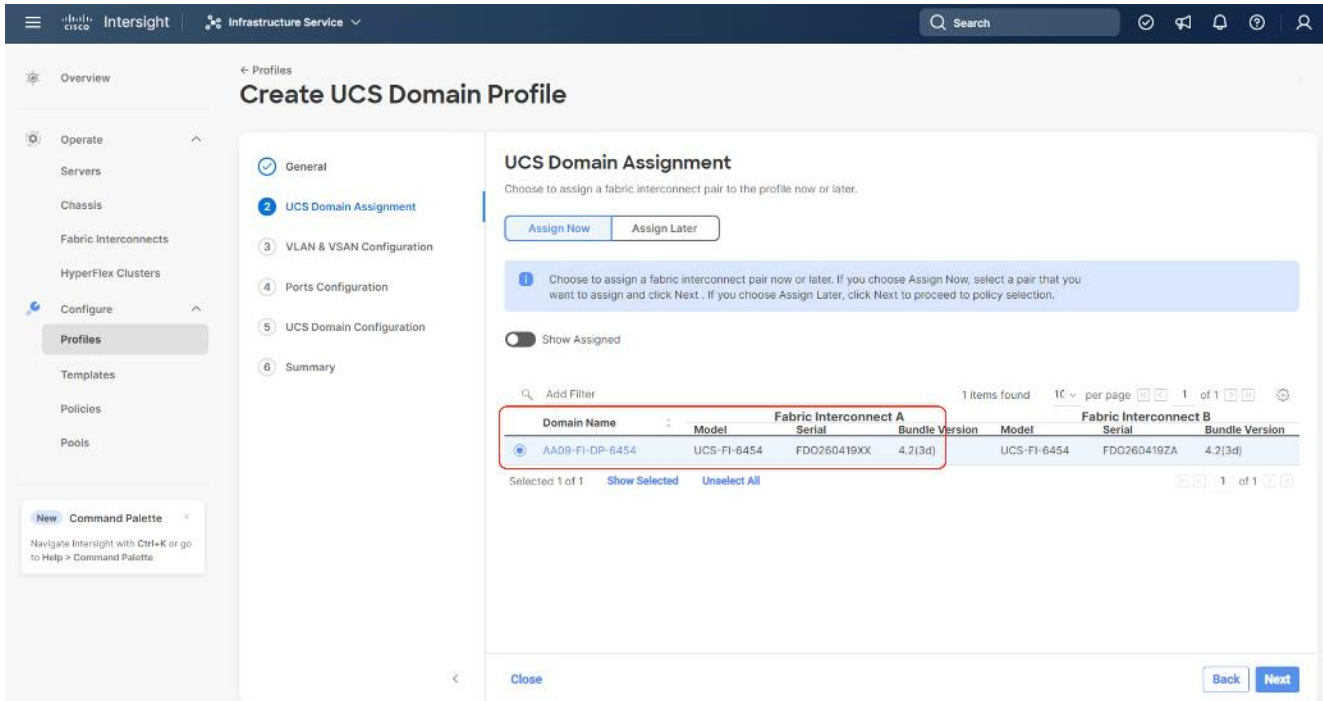 cisco Intersight Infrastructure Service Search
Overview
Operate
Servers
Chassis
Fabric Interconnects
HyperFlex Clusters
Configure
Profiles
Templates
Policies
Pools
New Command Palette
Navigate Intersight with Ctrl+K or go
to Help > Command Palette
← Profiles
Create UCS Domain Profile
General
2 UCS Domain Assignment
3 VLAN & VSAN Configuration
4 Ports Configuration
5 UCS Domain Configuration
6 Summary
UCS Domain Assignment
Choose to assign a fabric interconnect pair to the profile now or later.
Assign Now Assign Later
Choose to assign a fabric interconnect pair now or later. If you choose Assign Now, select a pair that you
want to assign and click Next . If you choose Assign Later, click Next to proceed to policy selection.
Show Assigned
Add Filter 1 items found 10 per page 1 of 1
Domain Name Fabric Interconnect A Fabric Interconnect B
Model Serial Bundle Version Model Serial Bundle Version
AA09-FI-DP-6454 UCS-FI-6454 FDO260419XX 4.2(3d) UCS-FI-6454 FDO260419ZA 4.2(3d)
Selected 1 of 1 Show Selected Unselect All 1 of 1
Close Back Next